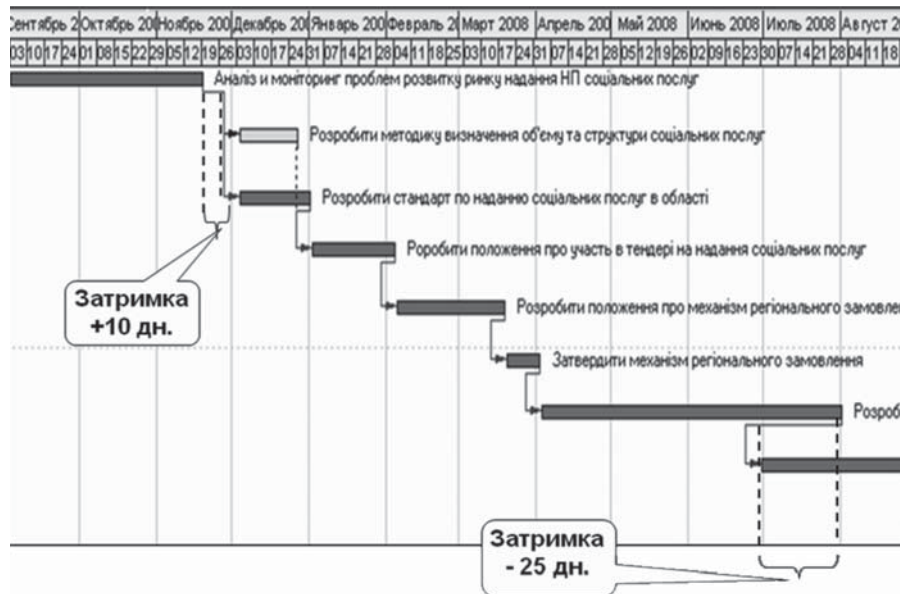 Сентябрь 2 Октябрь 200 Ноябрь 200 Декабрь 200 Январь 200 Февраль 2( Март 2008 Апрель 200 Май 2008 Июнь 2008 Июль 2008 Август 20
03 10 17 24 01 08 15 22 29 05 12 19 26 03 10 17 24 31 07 14 21 28 04 11 18 25 03 10 17 24 31 07 14 21 28 05 12 19 26 02 09 16 23 30 07 14 21 28 04 11 18
Аналіз и моніторинг проблем розвитку ринку надання НП соціальних послуг
Розробити методику визначення об'єму та структури соціальних послуг
Розробити стандарт по наданню соціальних послуг в області
Роробити положення про участь в тендері на надання соціальних послуг
Затримка
+10 дн.
Розробити положення про механізм регіонального замовле
Затвердити механізм регіонального замовлення
Розроб
Затримка
- 25 дн.